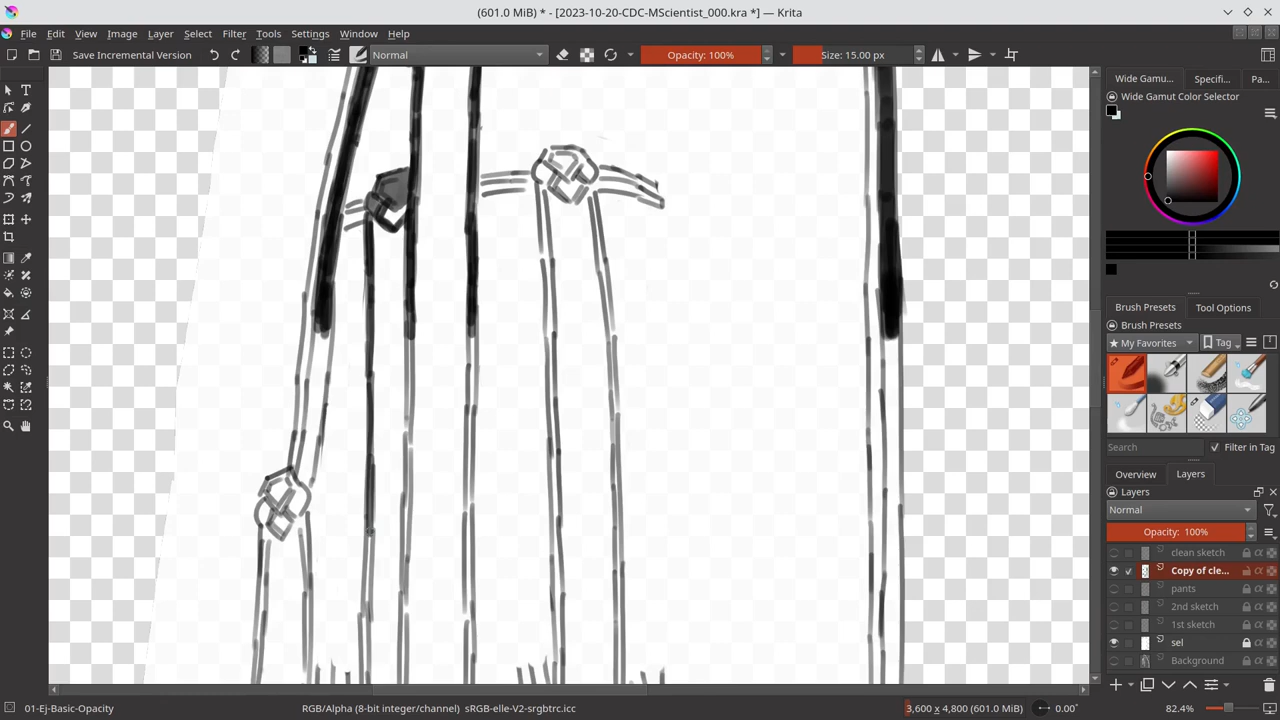 (601.0 MiB) * - [2023-10-20-CDC-MScientist_000.kra *] — Krita
File Edit View Image Layer Select Filter Tools Settings Window Help
Save Incremental Version Normal Opacity: 100% Size: 15.00 px
Wide Gamu... Specifi... Pa...
Wide Gamut Color Selector
Brush Presets Tool Options
Brush Presets
★ My Favorites Tag
Search Filter in Tag
Overview Layers
Layers
Normal
Opacity: 100%
clean sketch
Copy of cle...
pants
2nd sketch
1st sketch
sel
Background
01-Ej-Basic-Opacity RGB/Alpha (8-bit integer/channel) sRGB-elle-V2-srgbtrc.icc 3,600 x 4,800 (601.0 MiB) 0.00° 82.4%